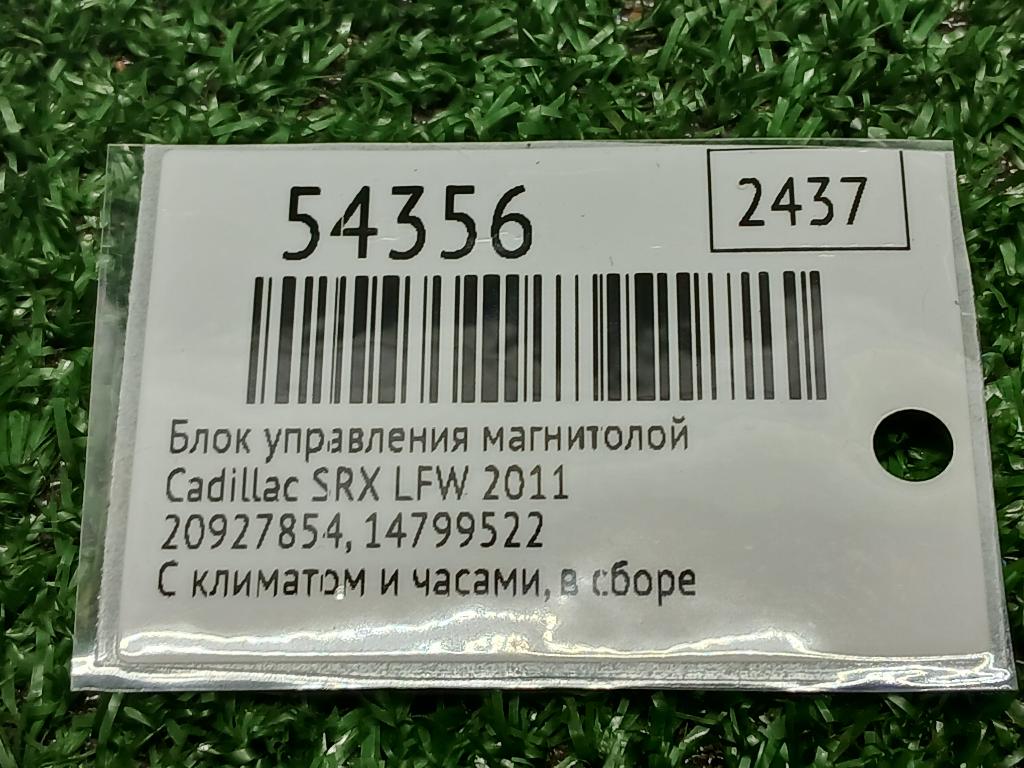 54356
2437
Блок управления магнитолой
Cadillac SRX LFW 2011
20927854, 14799522
С климатом и часами, в сборе